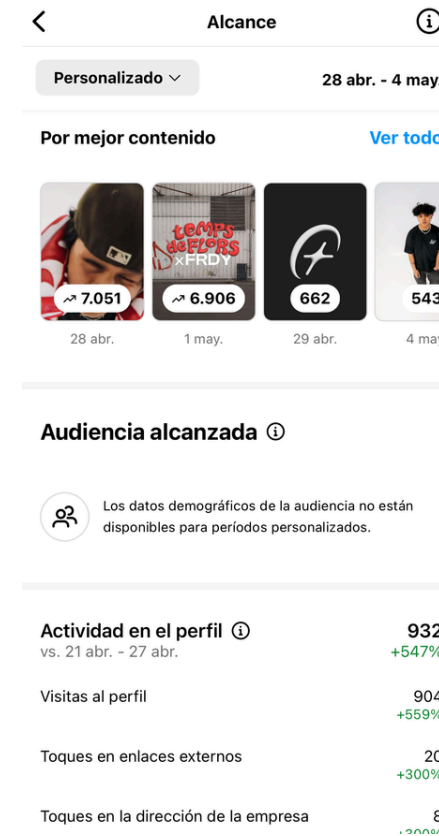 Alcance
Personalizado
28 abr. - 4 may.
Por mejor contenido
Ver todo
temps
de FLORS
xFRDY
7.051
6.906
662
543
28 abr.
1 may.
29 abr.
4 may
Audiencia alcanzada
Los datos demográficos de la audiencia no están
disponibles para períodos personalizados.
Actividad en el perfil
932
vs. 21 abr. - 27 abr.
+547%
Visitas al perfil
904
+559%
Toques en enlaces externos
20
+300%
Toques en la dirección de la empresa
8
+300%